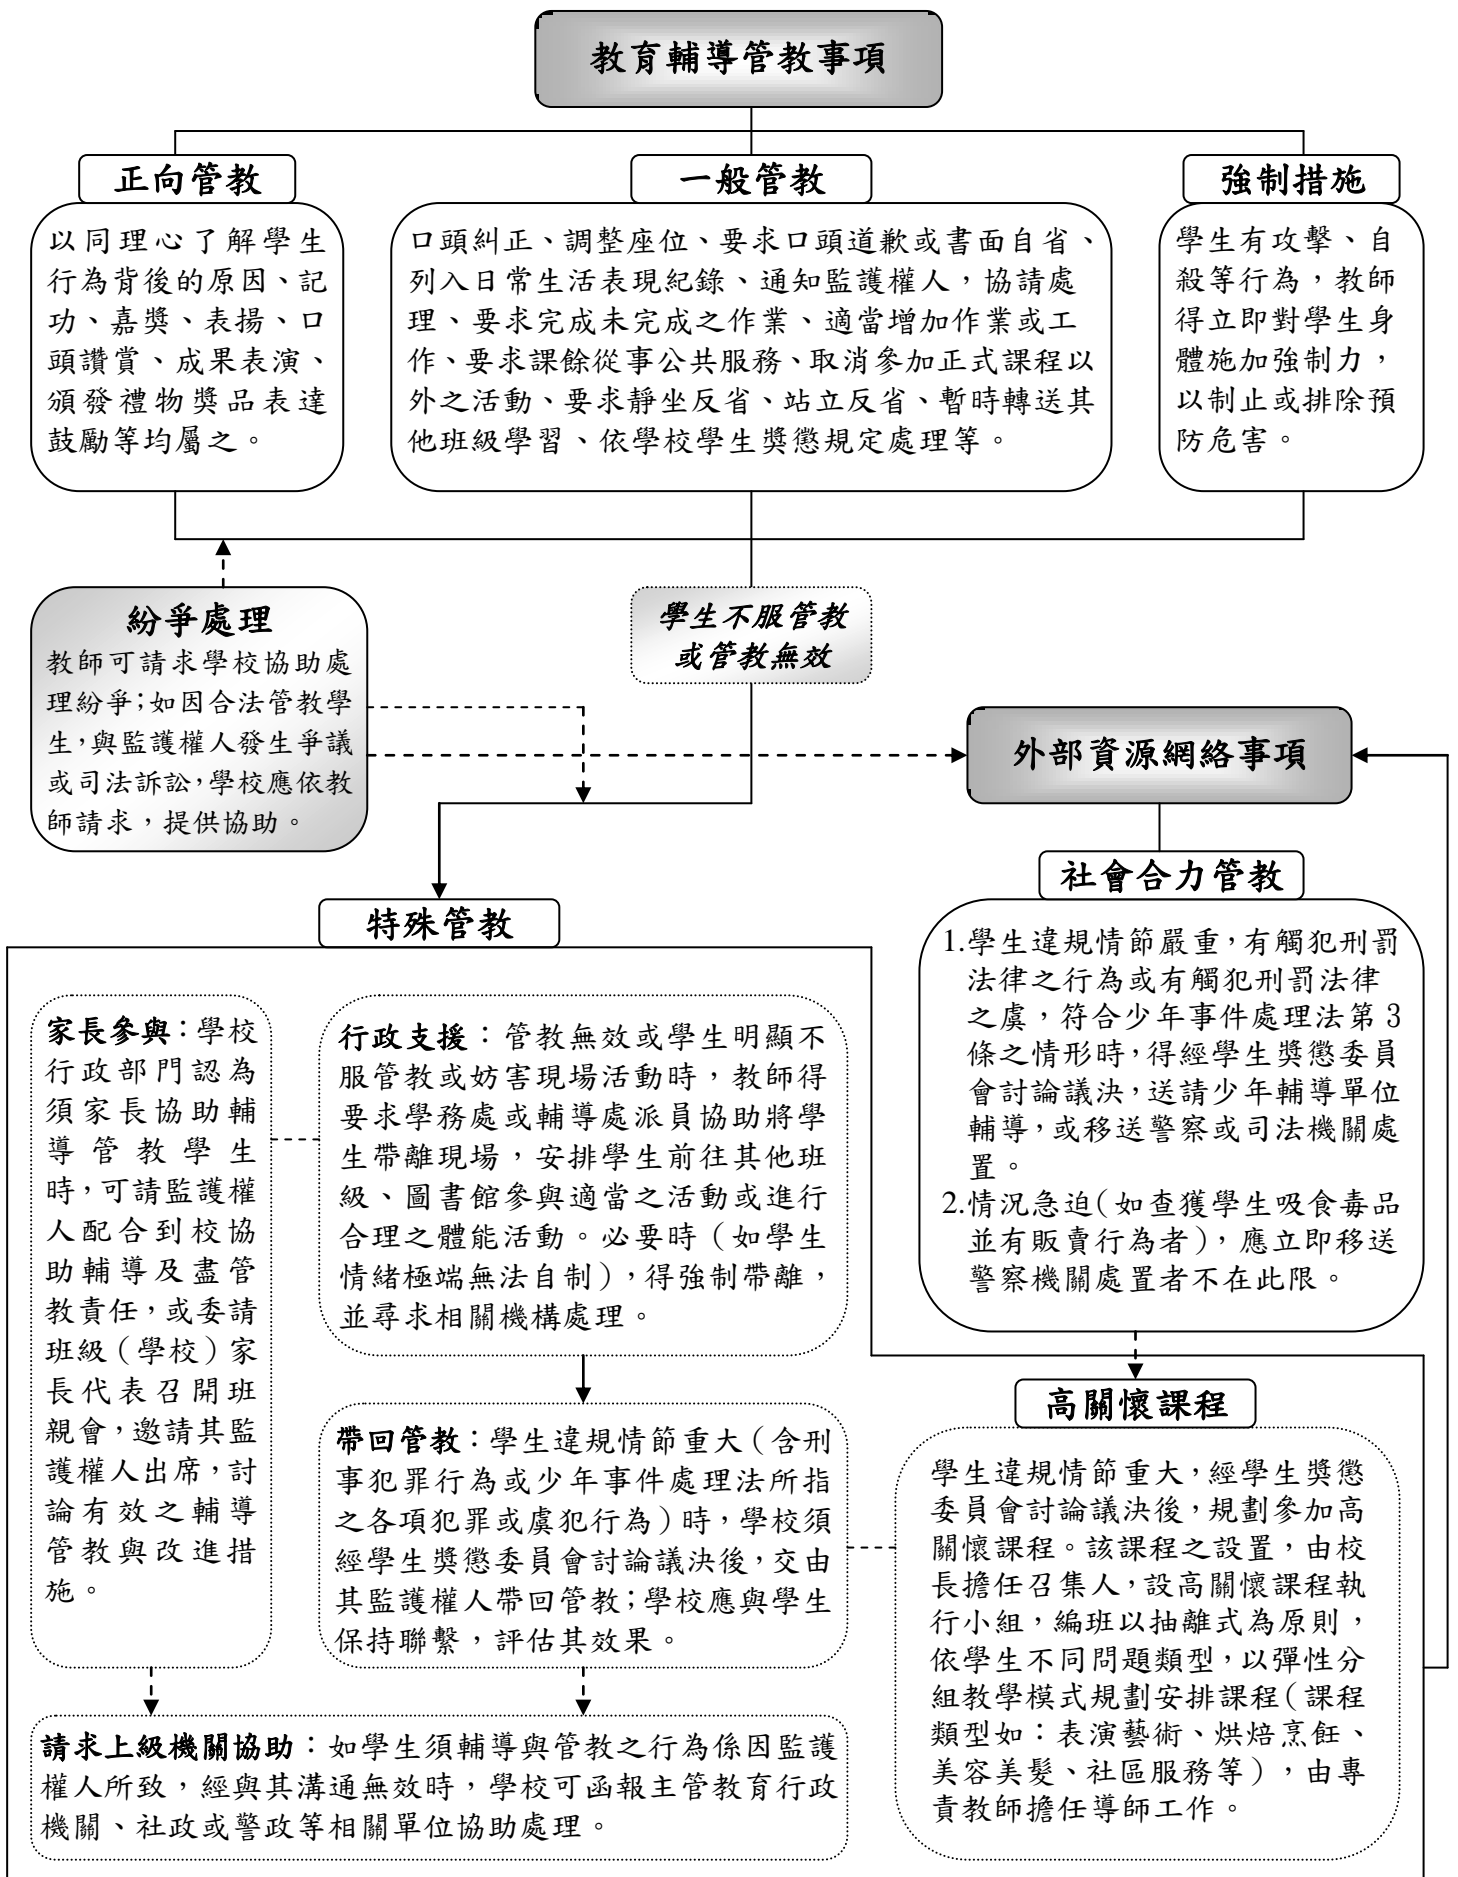 教育輔導管教事項
正向管教
以同理心了解學生
行為背後的原因、記
功、嘉獎、表揚、口
頭讚賞、成果表演、
頒發禮物獎品表達
鼓勵等均屬之。
一般管教
口頭糾正、調整座位、要求口頭道歉或書面自省、
列入日常生活表現紀錄、通知監護權人，協請處
理、要求完成未完成之作業、適當增加作業或工
作、要求課餘從事公共服務、取消參加正式課程以
外之活動、要求靜坐反省、站立反省、暫時轉送其
他班級學習、依學校學生獎懲規定處理等。
強制措施
學生有攻擊、自
殺等行為，教師
得立即對學生身
體施加強制力，
以制止或排除預
防危害。
紛爭處理
教師可請求學校協助處
理紛爭；如因合法管教學
生，與監護權人發生爭議
或司法訴訟，學校應依教
師請求，提供協助。
學生不服管教
或管教無效
外部資源網絡事項
社會合力管教
1.學生違規情節嚴重，有觸犯刑罰
法律之行為或有觸犯刑罰法律
之虞，符合少年事件處理法第 3
條之情形時，得經學生獎懲委員
會討論議決，送請少年輔導單位
輔導，或移送警察或司法機關處
置。
2.情況急迫（如查獲學生吸食毒品
並有販賣行為者），應立即移送
警察機關處置者不在此限。
特殊管教
家長參與：學校
行政部門認為
須家長協助輔
導管教學生
時，可請監護權
人配合到校協
助輔導及盡管
教責任，或委請
班級（學校）家
長代表召開班
親會，邀請其監
護權人出席，討
論有效之輔導
管教與改進措
施。
行政支援：管教無效或學生明顯不
服管教或妨害現場活動時，教師得
要求學務處或輔導處派員協助將學
生帶離現場，安排學生前往其他班
級、圖書館參與適當之活動或進行
合理之體能活動。必要時（如學生
情緒極端無法自制），得強制帶離，
並尋求相關機構處理。
帶回管教：學生違規情節重大（含刑
事犯罪行為或少年事件處理法所指
之各項犯罪或虞犯行為）時，學校須
經學生獎懲委員會討論議決後，交由
其監護權人帶回管教；學校應與學生
保持聯繫，評估其效果。
請求上級機關協助：如學生須輔導與管教之行為係因監護
權人所致，經與其溝通無效時，學校可函報主管教育行政
機關、社政或警政等相關單位協助處理。
高關懷課程
學生違規情節重大，經學生獎懲
委員會討論議決後，規劃參加高
關懷課程。該課程之設置，由校
長擔任召集人，設高關懷課程執
行小組，編班以抽離式為原則，
依學生不同問題類型，以彈性分
組教學模式規劃安排課程（課程
類型如：表演藝術、烘焙烹飪、
美容美髮、社區服務等），由專
責教師擔任導師工作。